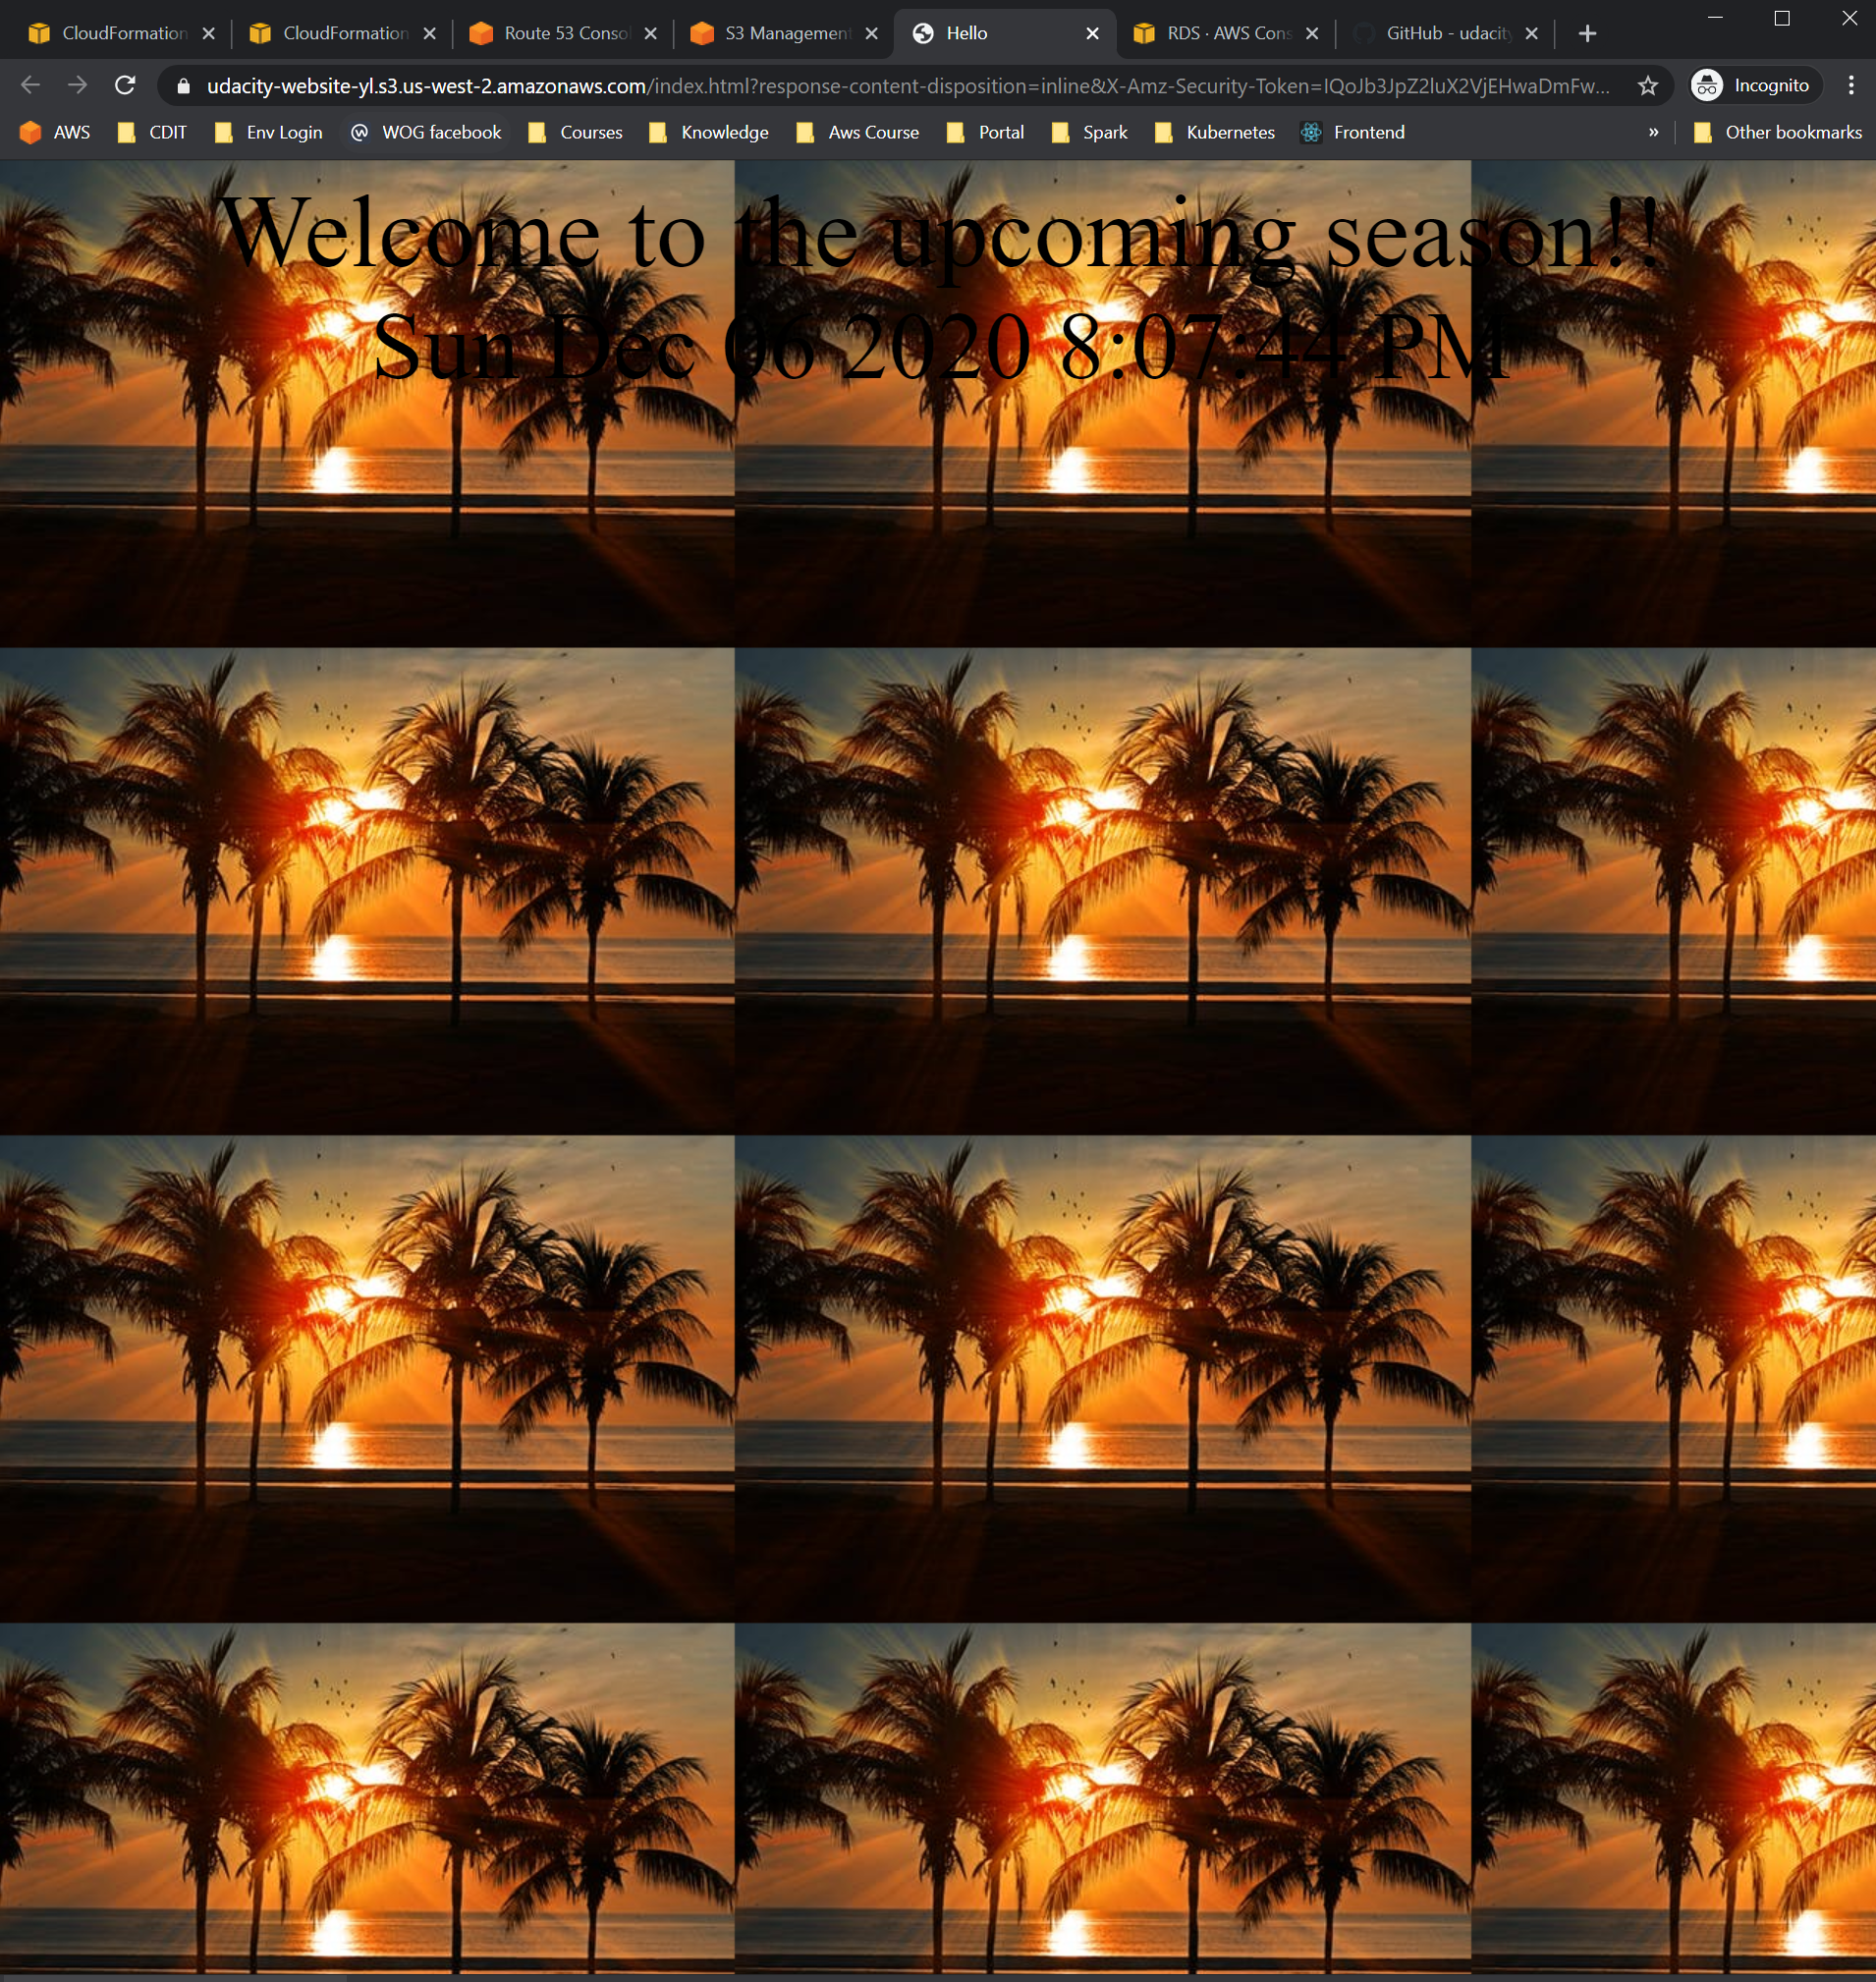 CloudFormation
CloudFormation
Route 53 Conso
S3 Management
Hello
RDS · AWS Cons
GitHub - udacity
udacity-website-yl.s3.us-west-2.amazonaws.com/index.html?response-content-disposition=inline&X-Amz-Security-Token=IQoJb3JpZ2luX2VjEHwaDmFw...
Incognito
AWS
CDIT
Env Login
WOG facebook
Courses
Knowledge
Aws Course
Portal
Spark
Kubernetes
Frontend
»
Other bookmarks
Welcome to the upcoming season!!
Sun Dec 06 2020 8:07:44 PM